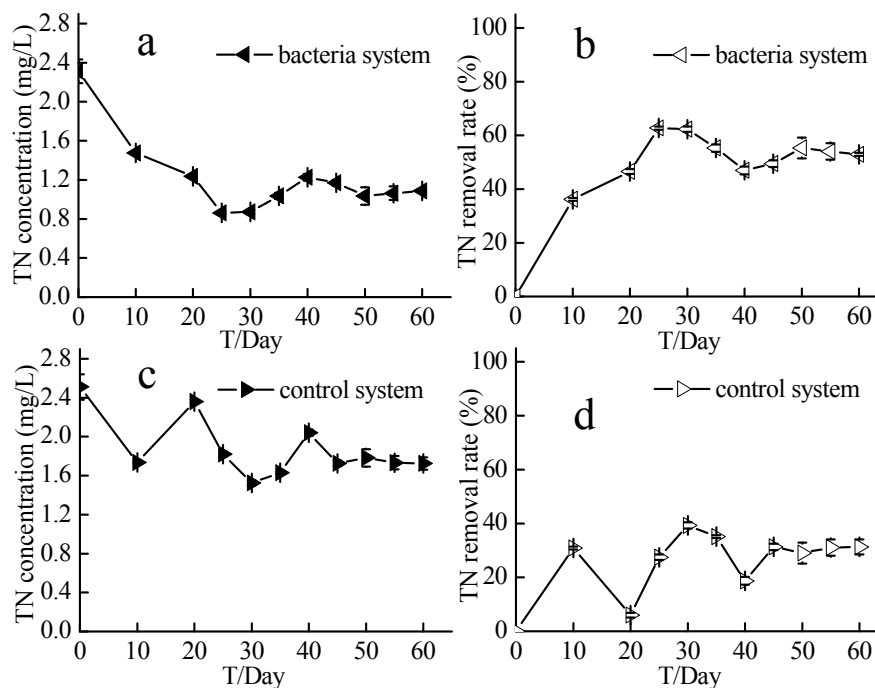 a
bacteria system
TN concentration (mg/L)
2.8
2.4
2.0
1.6
1.2
0.8
0.4
0.0
0 10 20 30 40 50 60
T/Day
b
bacteria system
TN removal rate (%)
100
80
60
40
20
0
0 10 20 30 40 50 60
T/Day
c
control system
TN concentration (mg/L)
2.8
2.4
2.0
1.6
1.2
0.8
0.4
0.0
0 10 20 30 40 50 60
T/Day
d
control system
TN removal rate (%)
100
80
60
40
20
0
0 10 20 30 40 50 60
T/Day